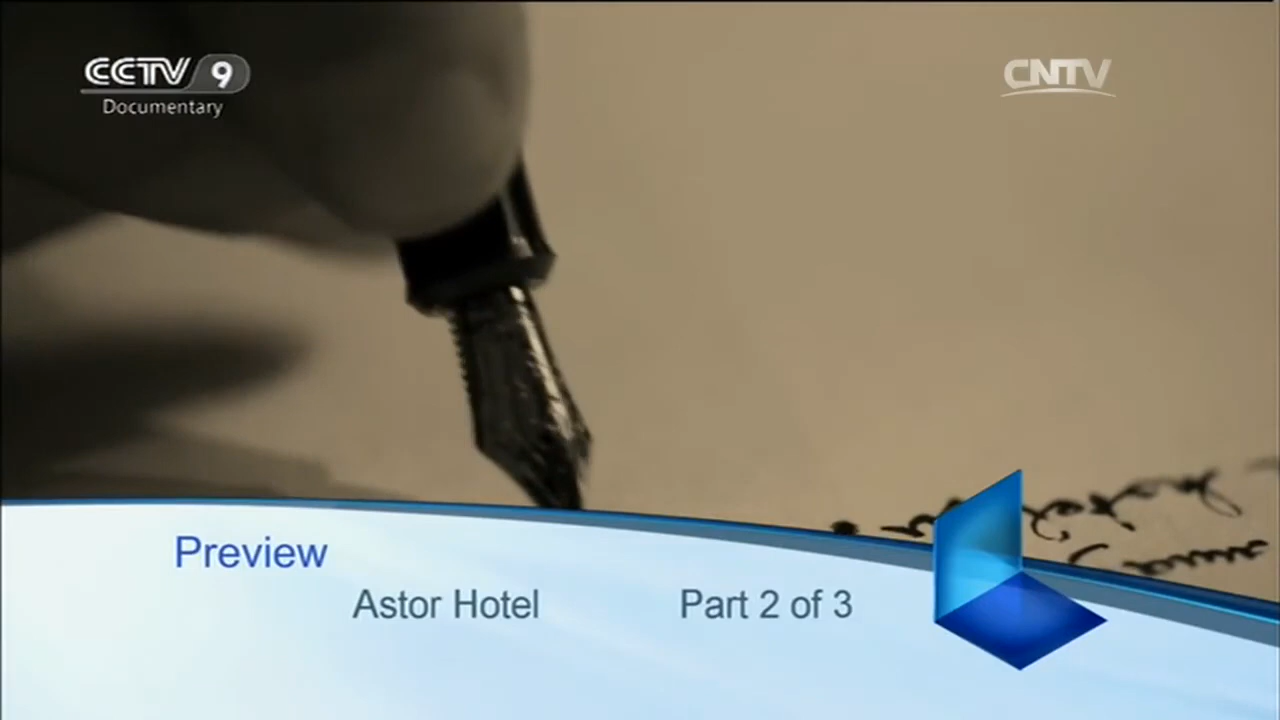 CCTV 9
Documentary
CNTV
Preview
Astor Hotel Part 2 of 3